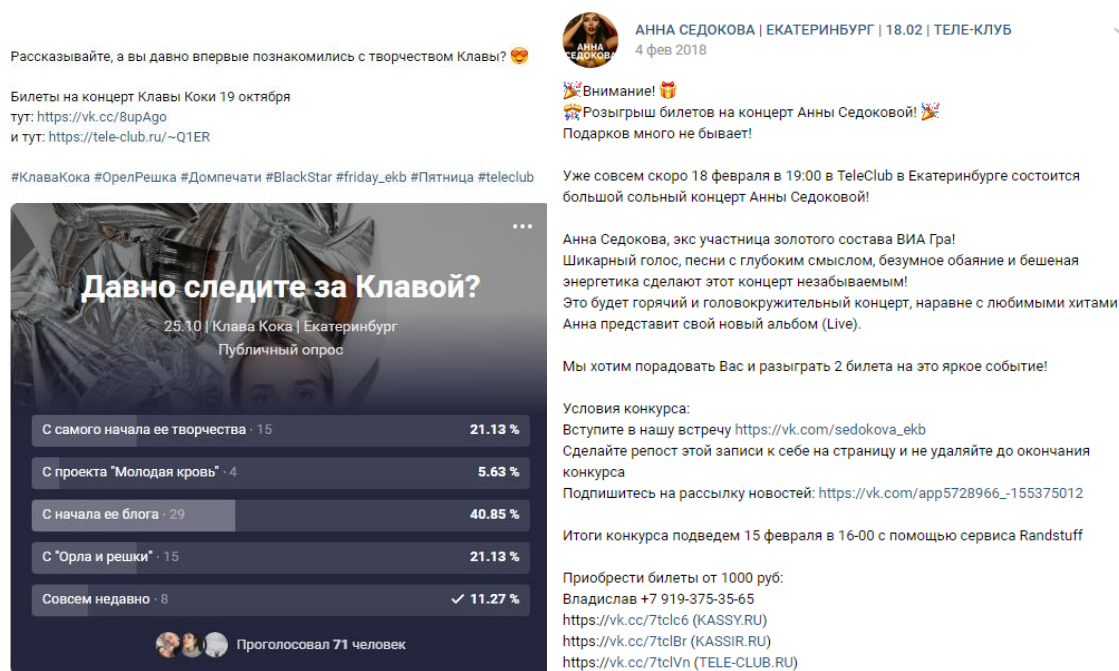 Рассказывайте, а вы давно впервые познакомились с творчеством Клавы? 😍
Билеты на концерт Клавы Коки 19 октября
тут: https://vk.cc/8upAgo
и тут: https://tele-club.ru/~Q1ER
#КлаваКока #ОрелРешка #Домпечати #BlackStar #friday_ekb #Пятница #teleclub
Давно следите за Клавой?
25.10 | Клава Кока | Екатеринбург
Публичный опрос
С самого начала ее творчества · 15 21.13 %
С проекта "Молодая кровь" · 4 5.63 %
С начала ее блога · 29 40.85 %
С "Орла и решки" · 15 21.13 %
Совсем недавно · 8 11.27 %
Проголосовал 71 человек
АННА
СЕДОКОВА
АННА СЕДОКОВА | ЕКАТЕРИНБУРГ | 18.02 | ТЕЛЕ-КЛУБ
4 фев 2018
🎉Внимание! 🎁
🎊Розыгрыш билетов на концерт Анны Седоковой! 🎉
Подарков много не бывает!
Уже совсем скоро 18 февраля в 19:00 в TeleClub в Екатеринбурге состоится
большой сольный концерт Анны Седоковой!
Анна Седокова, экс участница золотого состава ВИА Гра!
Шикарный голос, песни с глубоким смыслом, безумное обаяние и бешеная
энергетика сделают этот концерт незабываемым!
Это будет горячий и головокружительный концерт, наравне с любимыми хитами
Анна представит свой новый альбом (Live).
Мы хотим порадовать Вас и разыграть 2 билета на это яркое событие!
Условия конкурса:
Вступите в нашу встречу https://vk.com/sedokova_ekb
Сделайте репост этой записи к себе на страницу и не удаляйте до окончания
конкурса
Подпишитесь на рассылку новостей: https://vk.com/app5728966_-155375012
Итоги конкурса подведем 15 февраля в 16-00 с помощью сервиса Randstuff
Приобрести билеты от 1000 руб:
Владислав +7 919-375-35-65
https://vk.cc/7tclc6 (KASSY.RU)
https://vk.cc/7tclBr (KASSIR.RU)
https://vk.cc/7tclVn (TELE-CLUB.RU)